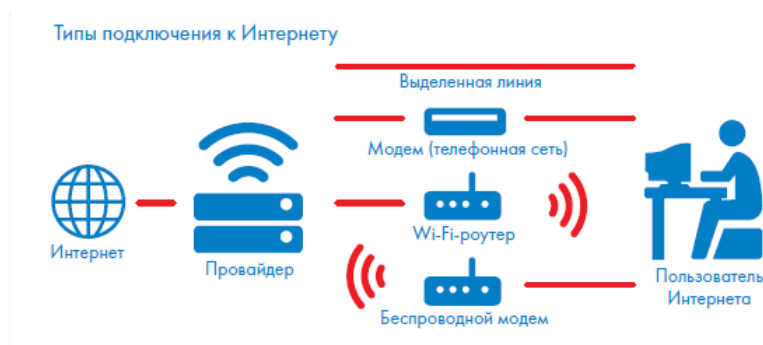 Типы подключения к Интернету
Выделенная линия
Модем (телефонная сеть)
Wi-Fi-роутер
Интернет
Провайдер
Беспроводной модем
Пользователь
Интернета